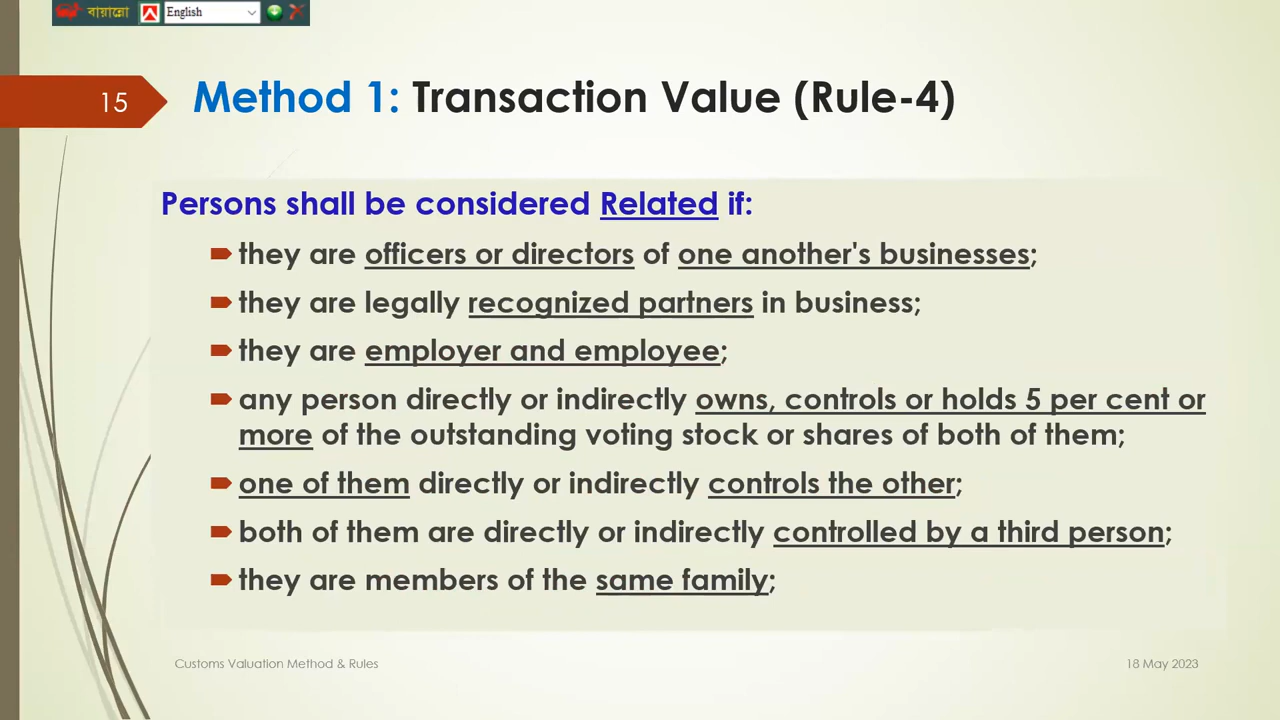 বায়ান্নো English
15
Method 1: Transaction Value (Rule-4)
Persons shall be considered Related if:
they are officers or directors of one another's businesses;
they are legally recognized partners in business;
they are employer and employee;
any person directly or indirectly owns, controls or holds 5 per cent or
more of the outstanding voting stock or shares of both of them;
one of them directly or indirectly controls the other;
both of them are directly or indirectly controlled by a third person;
they are members of the same family;
Customs Valuation Method & Rules
18 May 2023